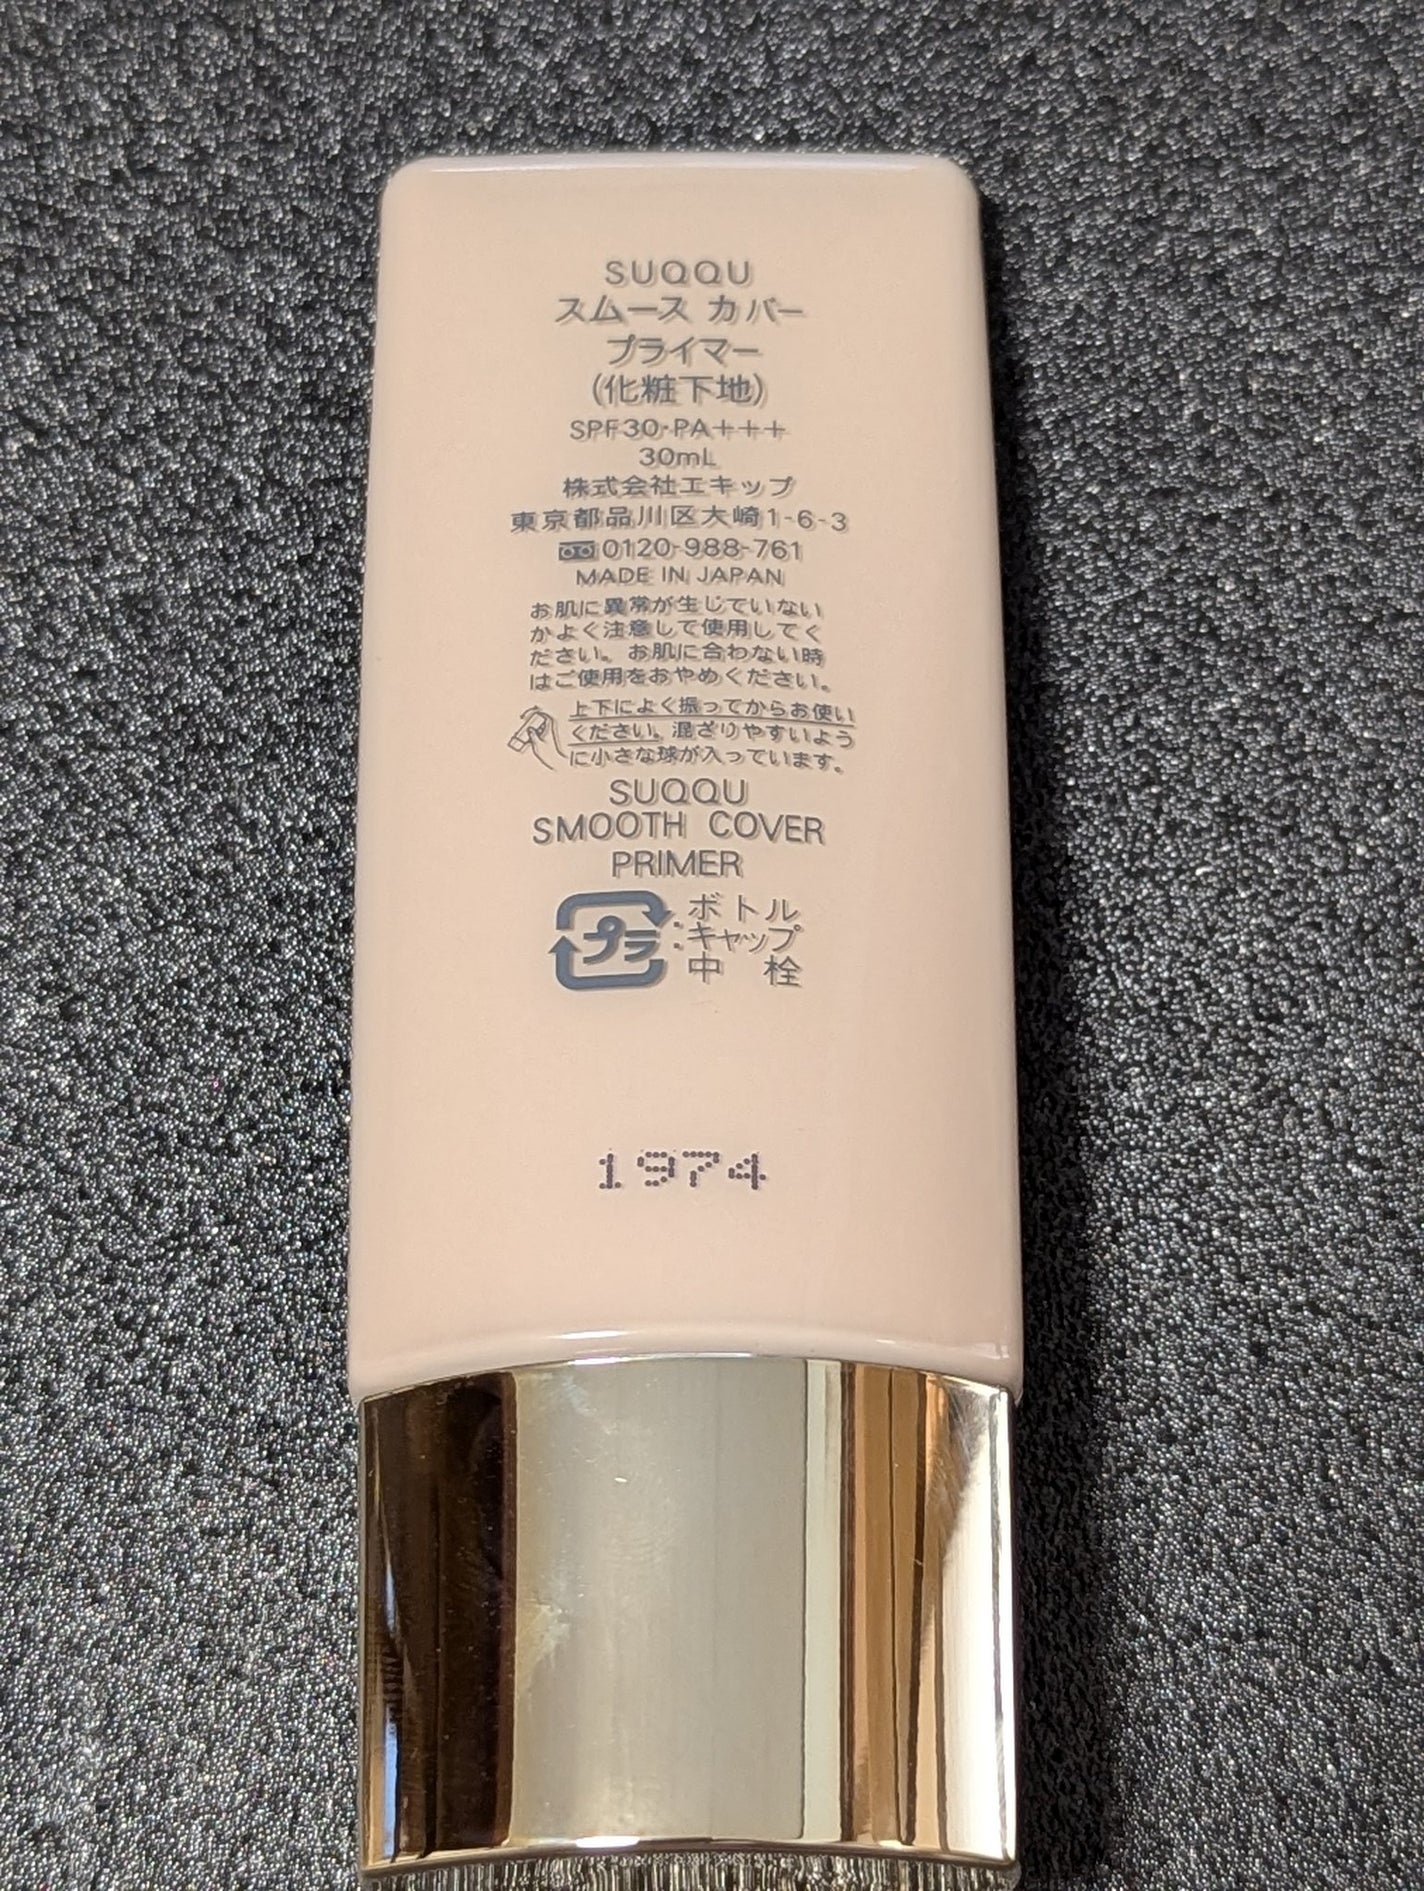 SUQQU
スムース カバー
プライマー
(化粧下地)
SPF30・PA+++
30mL
株式会社エキップ
東京都品川区大崎1-6-3
0120-988-761
MADE IN JAPAN
お肌に異常が生じていない
かよく注意して使用してく
ださい。お肌に合わない時
はご使用をおやめください。
上下によく振ってからお使い
ください。混ざりやすいよう
に小さな球が入っています。
SUQQU
SMOOTH COVER
PRIMER
プラ:ボトル
:キャップ
中栓
1974